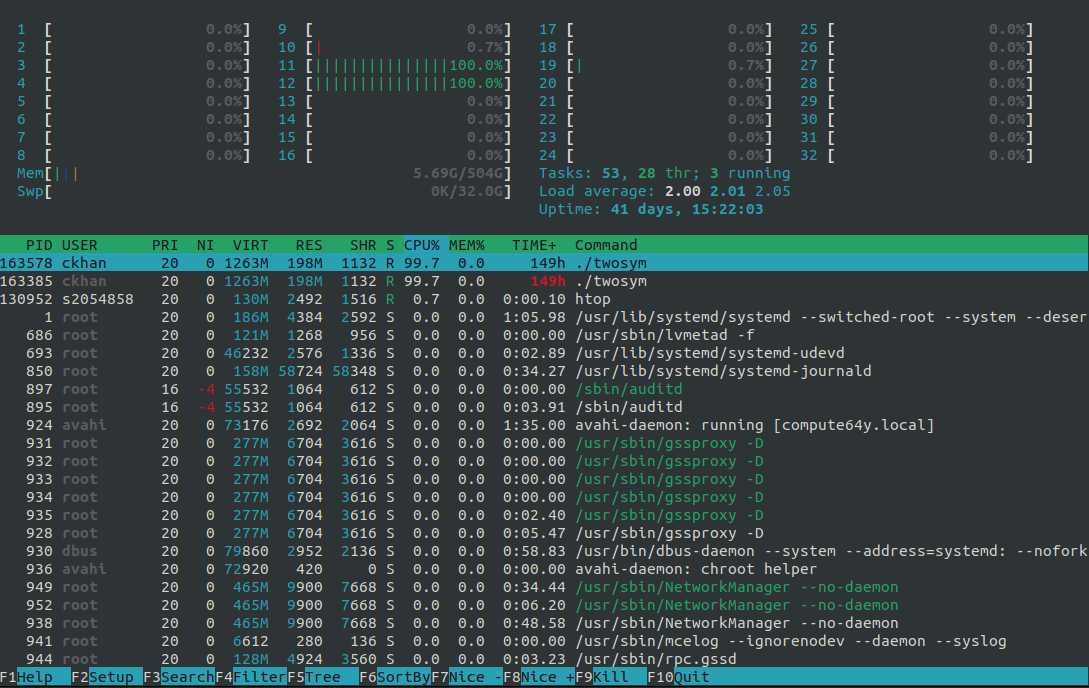 1 [ 0.0%] 9 [ 0.0%] 17 [ 0.0%] 25 [ 0.0%]
2 [ 0.0%] 10 [| 0.7%] 18 [ 0.0%] 26 [ 0.0%]
3 [ 0.0%] 11 [|||||||||||||||100.0%] 19 [| 0.7%] 27 [ 0.0%]
4 [ 0.0%] 12 [|||||||||||||||100.0%] 20 [ 0.0%] 28 [ 0.0%]
5 [ 0.0%] 13 [ 0.0%] 21 [ 0.0%] 29 [ 0.0%]
6 [ 0.0%] 14 [ 0.0%] 22 [ 0.0%] 30 [ 0.0%]
7 [ 0.0%] 15 [ 0.0%] 23 [ 0.0%] 31 [ 0.0%]
8 [ 0.0%] 16 [ 0.0%] 24 [ 0.0%] 32 [ 0.0%]
Mem[||| 5.69G/504G] Tasks: 53, 28 thr; 3 running
Swp[ 0K/32.0G] Load average: 2.00 2.01 2.05
Uptime: 41 days, 15:22:03
PID USER PRI NI VIRT RES SHR S CPU% MEM% TIME+ Command
163578 ckhan 20 0 1263M 198M 1132 R 99.7 0.0 149h ./twosym
163385 ckhan 20 0 1263M 198M 1132 R 99.7 0.0 149h ./twosym
130952 s2054858 20 0 130M 2492 1516 R 0.7 0.0 0:00.10 htop
1 root 20 0 186M 4384 2592 S 0.0 0.0 1:05.98 /usr/lib/systemd/systemd --switched-root --system --deser
686 root 20 0 121M 1268 956 S 0.0 0.0 0:00.00 /usr/sbin/lvmetad -f
693 root 20 0 46232 2576 1336 S 0.0 0.0 0:02.89 /usr/lib/systemd/systemd-udevd
850 root 20 0 158M 58724 58348 S 0.0 0.0 0:34.27 /usr/lib/systemd/systemd-journald
897 root 16 -4 55532 1064 612 S 0.0 0.0 0:00.00 /sbin/auditd
895 root 16 -4 55532 1064 612 S 0.0 0.0 0:03.91 /sbin/auditd
924 avahi 20 0 73176 2692 2064 S 0.0 0.0 1:35.00 avahi-daemon: running [compute64y.local]
931 root 20 0 277M 6704 3616 S 0.0 0.0 0:00.00 /usr/sbin/gssproxy -D
932 root 20 0 277M 6704 3616 S 0.0 0.0 0:00.00 /usr/sbin/gssproxy -D
933 root 20 0 277M 6704 3616 S 0.0 0.0 0:00.00 /usr/sbin/gssproxy -D
934 root 20 0 277M 6704 3616 S 0.0 0.0 0:00.00 /usr/sbin/gssproxy -D
935 root 20 0 277M 6704 3616 S 0.0 0.0 0:02.40 /usr/sbin/gssproxy -D
928 root 20 0 277M 6704 3616 S 0.0 0.0 0:05.47 /usr/sbin/gssproxy -D
930 dbus 20 0 79860 2952 2136 S 0.0 0.0 0:58.83 /usr/bin/dbus-daemon --system --address=systemd: --nofork
936 avahi 20 0 72920 420 0 S 0.0 0.0 0:00.00 avahi-daemon: chroot helper
949 root 20 0 465M 9900 7668 S 0.0 0.0 0:34.44 /usr/sbin/NetworkManager --no-daemon
952 root 20 0 465M 9900 7668 S 0.0 0.0 0:06.20 /usr/sbin/NetworkManager --no-daemon
938 root 20 0 465M 9900 7668 S 0.0 0.0 0:48.58 /usr/sbin/NetworkManager --no-daemon
941 root 20 0 6612 280 136 S 0.0 0.0 0:00.00 /usr/sbin/mcelog --ignorenodev --daemon --syslog
944 root 20 0 128M 4924 3560 S 0.0 0.0 0:03.23 /usr/sbin/rpc.gssd
F1Help F2Setup F3SearchF4FilterF5Tree F6SortByF7Nice -F8Nice +F9Kill F10Quit